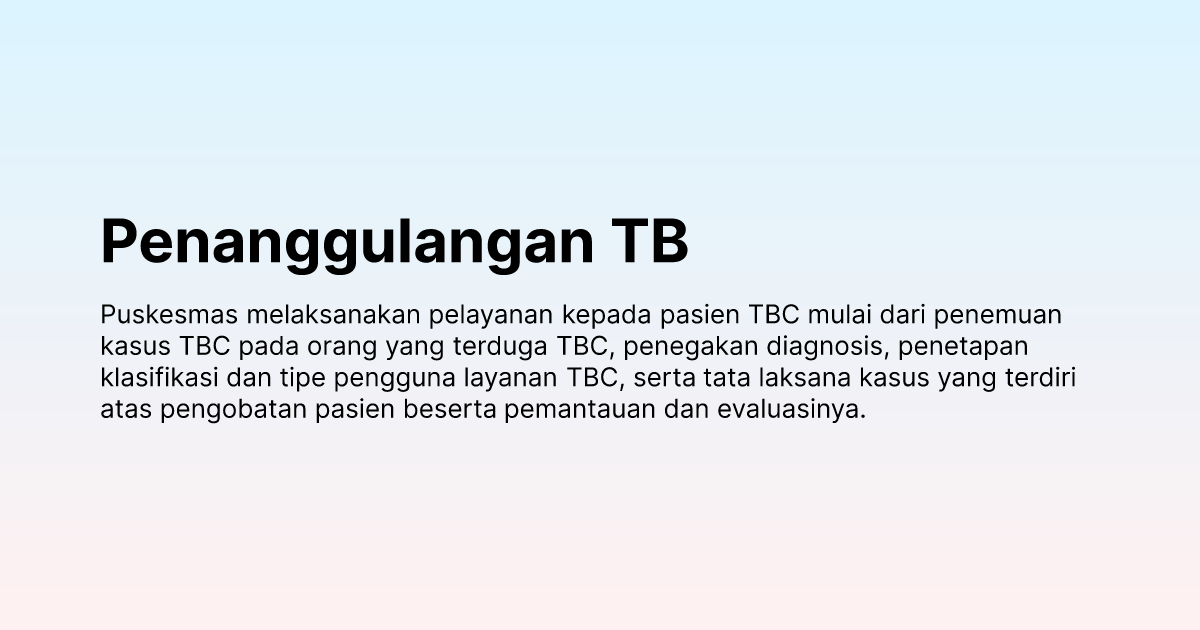 Penanggulangan TB
Puskesmas melaksanakan pelayanan kepada pasien TBC mulai dari penemuan
kasus TBC pada orang yang terduga TBC, penegakan diagnosis, penetapan
klasifikasi dan tipe pengguna layanan TBC, serta tata laksana kasus yang terdiri
atas pengobatan pasien beserta pemantauan dan evaluasinya.